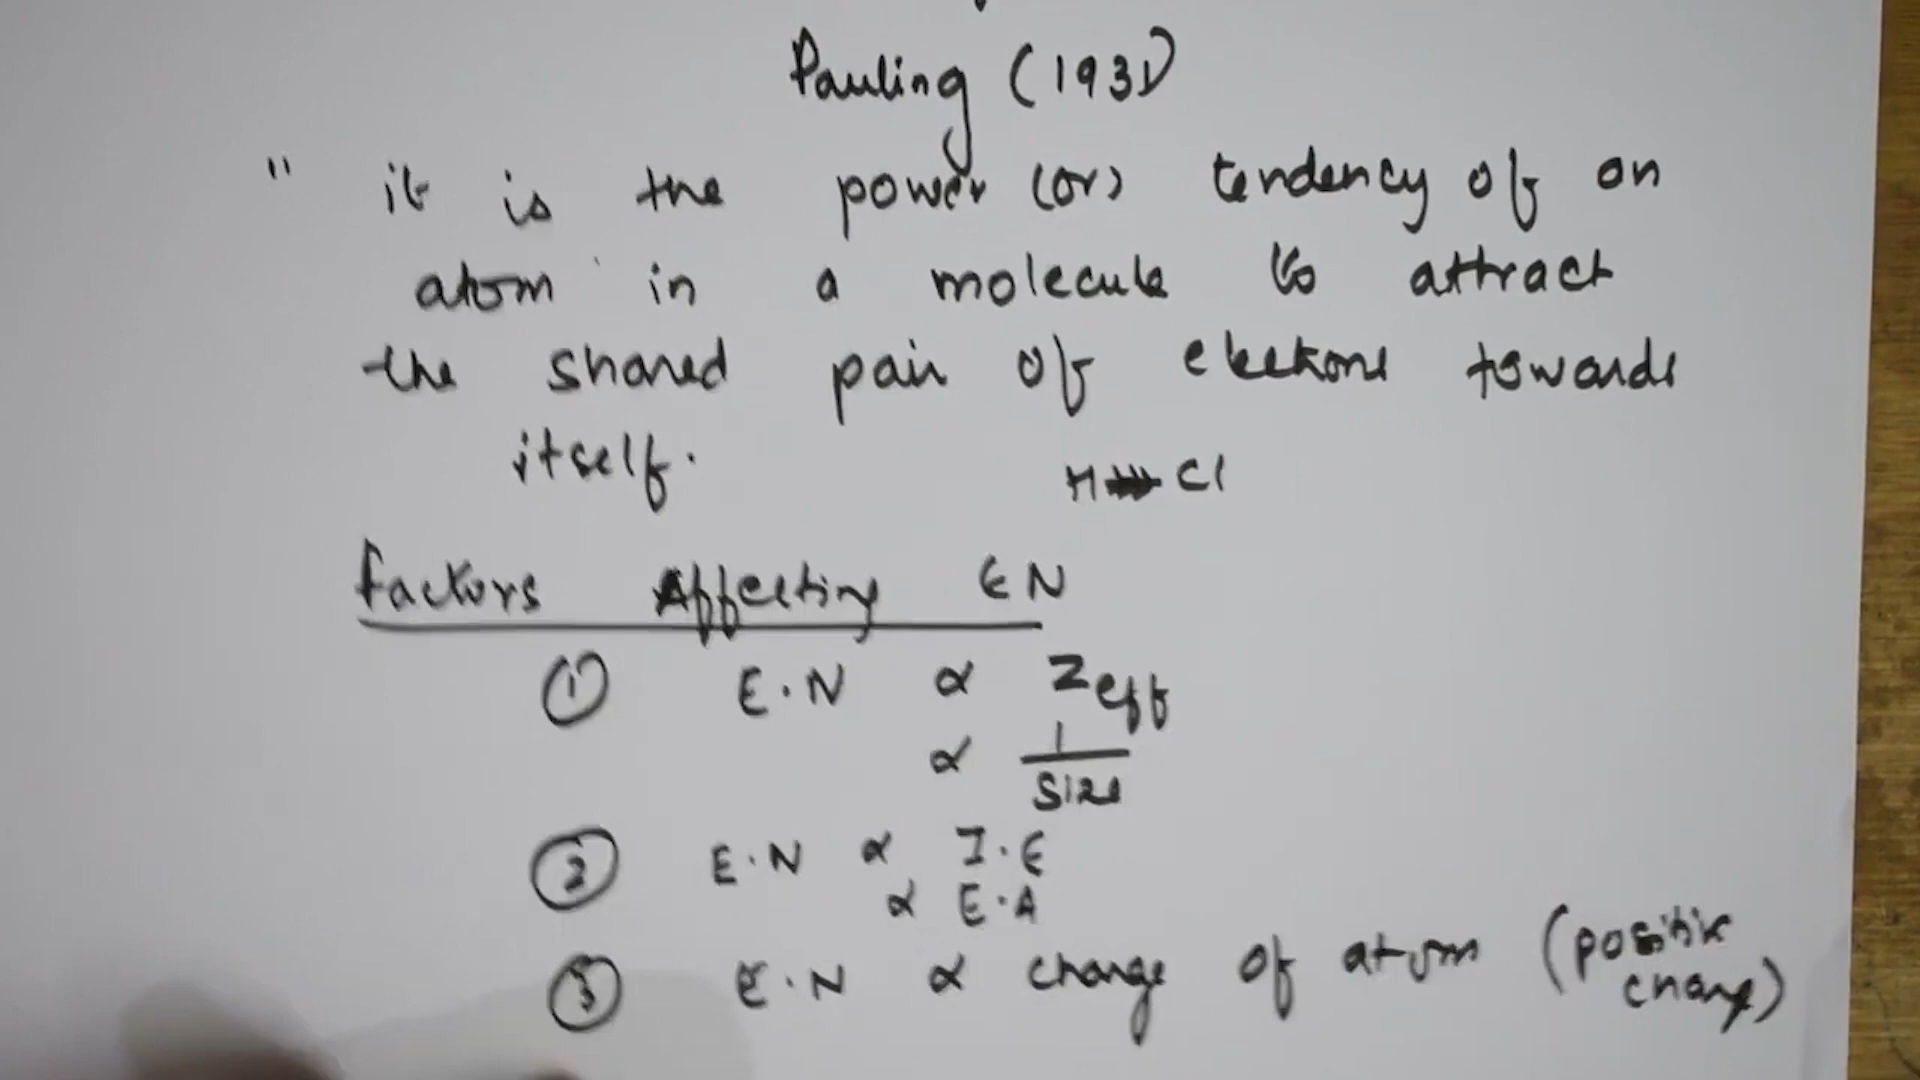 Pauling (1931)
" it is the power (or) tendency of an
atom in a molecule to attract
the shared pair of electrons towards
itself.
H Cl
Factors Affecting EN
① E.N ∝ Zeff
∝ 1/Size
② E.N ∝ I.E
∝ E.A
③ E.N ∝ charge of atom (positive
charge)